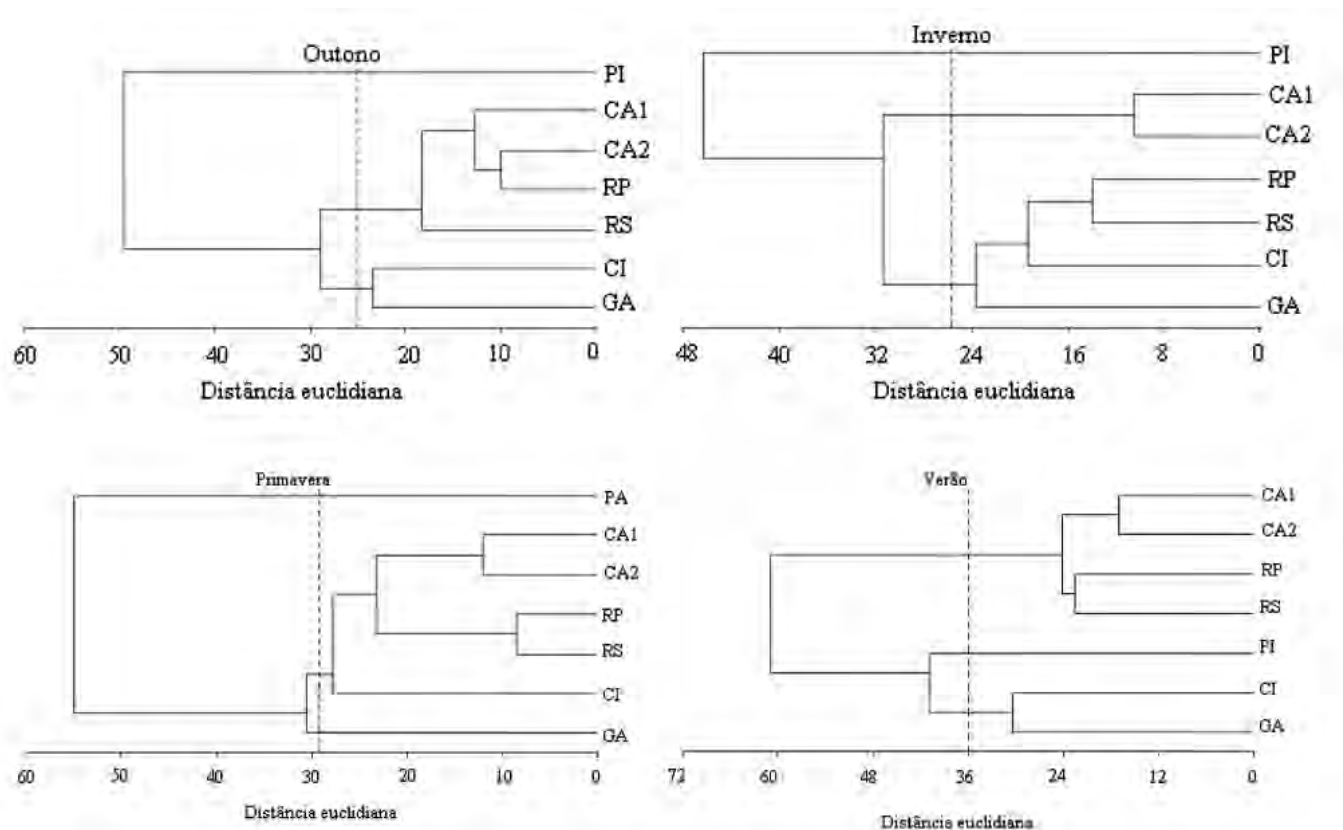 Outono
PI
CA1
CA2
RP
RS
CI
GA
60 50 40 30 20 10 0
Distância euclidiana
Inverno
PI
CA1
CA2
RP
RS
CI
GA
48 40 32 24 16 8 0
Distância euclidiana
Primavera
PA
CA1
CA2
RP
RS
CI
GA
60 50 40 30 20 10 0
Distância euclidiana
Verão
CA1
CA2
RP
RS
PI
CI
GA
72 60 48 36 24 12 0
Distância euclidiana